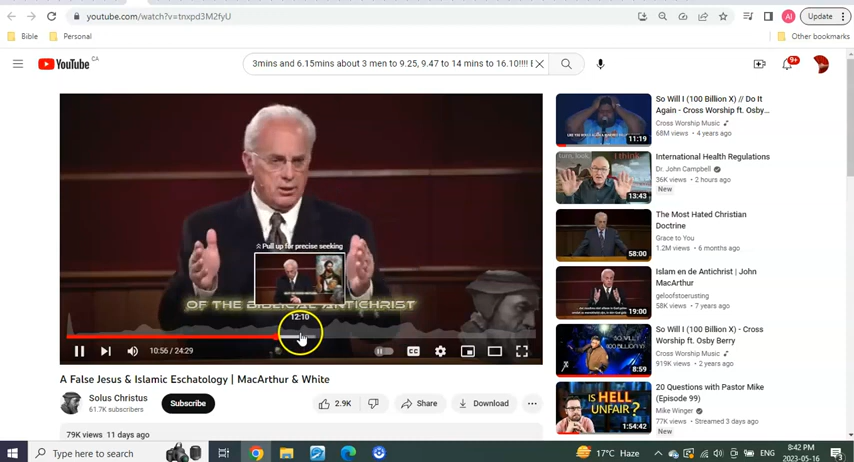 youtube.com/watch?v=tnxpd3M2fyU
AI
Update
Bible
Personal
Other bookmarks
YouTube CA
3mins and 6.15mins about 3 men to 9.25, 9.47 to 14 mins to 16.10!!!! E
9+
Pull up for precise seeking
OF THE BIBLICAL ANTICHRIST
12:10
10:56 / 24:29
CC
A False Jesus & Islamic Eschatology | MacArthur & White
Solus Christus
61.7K subscribers
Subscribe
2.9K
Share
Download
79K views 11 days ago
So Will I (100 Billion X) // Do It
Again - Cross Worship ft. Osby...
Cross Worship Music
68M views • 4 years ago
11:19
International Health Regulations
Dr. John Campbell
36K views • 2 hours ago
New
turn, look,
I think
13:43
The Most Hated Christian
Doctrine
Grace to You
1.2M views • 6 months ago
58:00
Islam en de Antichrist | John
MacArthur
geloofstoerusting
58K views • 7 years ago
19:00
So Will I (100 Billion X) - Cross
Worship ft. Osby Berry
Cross Worship Music
919K views • 2 years ago
8:59
20 Questions with Pastor Mike
(Episode 99)
Mike Winger
77K views • Streamed 3 days ago
New
IS HELL
UNFAIR?
1:54:42
Type here to search
17°C Haze
ENG
8:42 PM
2023-05-16
3